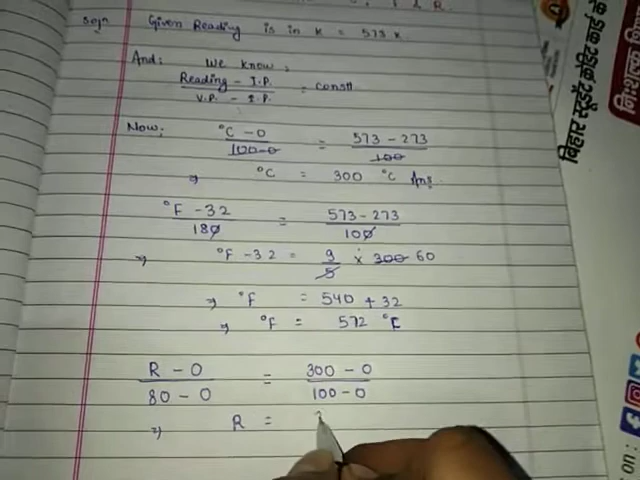 & R.
Soln Given Reading is in K = 573 K
And: We know,
Reading - I.P. / V.P. - I.P. = const
Now; °C - 0 / 100-0 = 573 - 273 / 100
⇒ °C = 300 °C Ans.
°F - 32 / 180 = 573 - 273 / 100
⇒ °F - 32 = 9 / 5 × 300 60
⇒ °F = 540 + 32
⇒ °F = 572 °F
R - 0 / 80 - 0 = 300 - 0 / 100 - 0
⇒ R =
बिहार स्टूडेंट क्रेडिट कार्ड के
निःशुल्क
on :